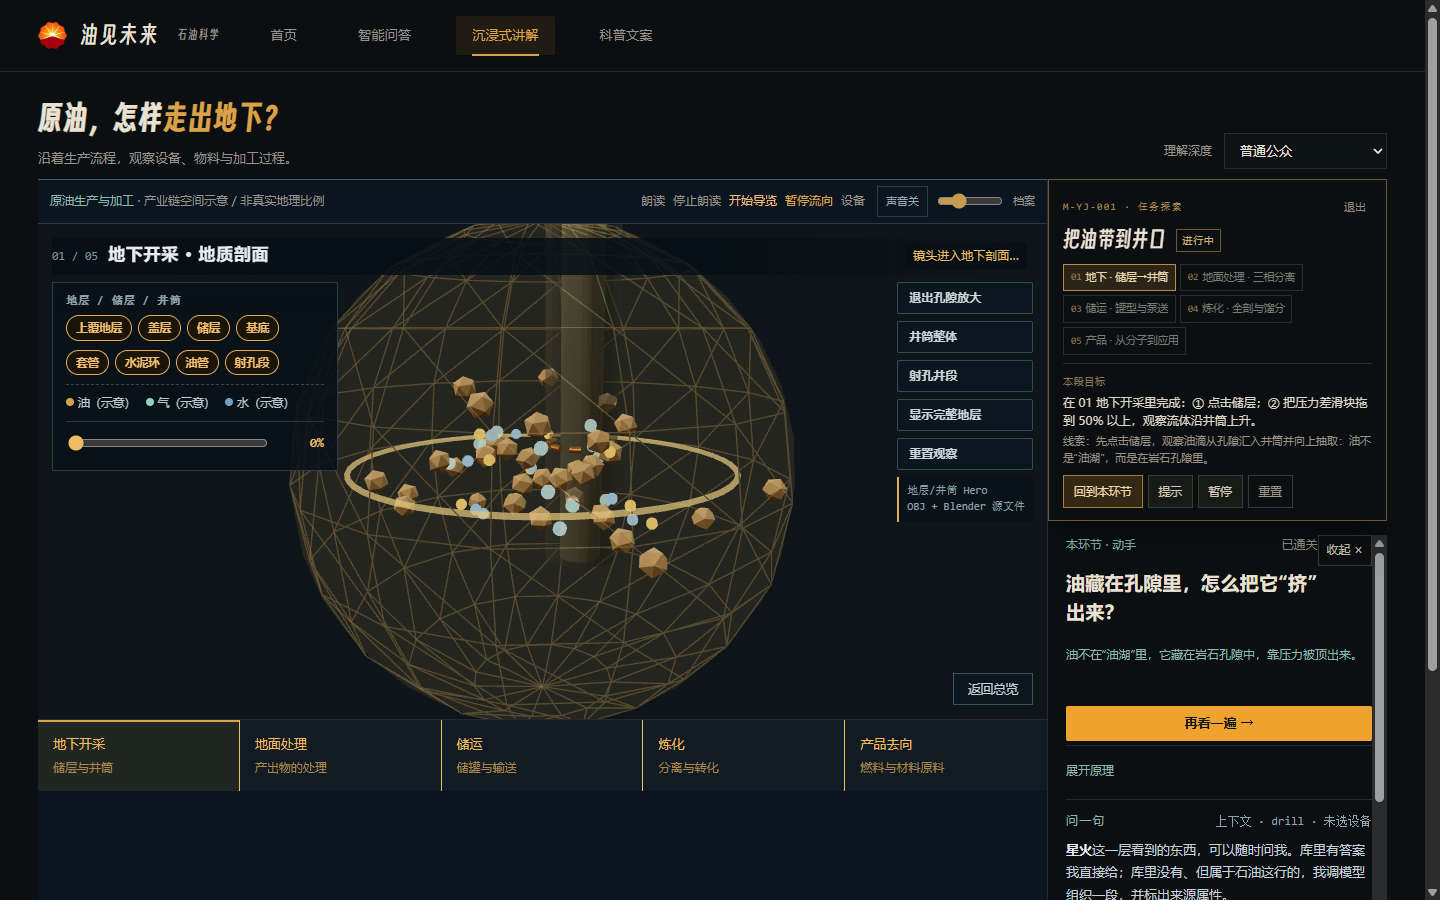 油见未来 石油科学 首页 智能问答 沉浸式讲解 科普文案
原油，怎样走出地下？
沿着生产流程，观察设备、物料与加工过程。
理解深度 普通公众
原油生产与加工 · 产业链空间示意 / 非真实地理比例 朗读 停止朗读 开始导览 暂停流向 设备 声音关 档案
01 / 05 地下开采 • 地质剖面 镜头进入地下剖面...
地层 / 储层 / 井筒
上覆地层 盖层 储层 基底
套管 水泥环 油管 射孔段
油（示意） 气（示意） 水（示意）
0%
退出孔隙放大
井筒整体
射孔井段
显示完整地层
重置观察
地层/井筒 Hero
OBJ + Blender 源文件
返回总览
地下开采
储层与井筒
地面处理
产出物的处理
储运
储罐与输送
炼化
分离与转化
产品去向
燃料与材料原料
M-YJ-001 · 任务探索 退出
把油带到井口 进行中
01 地下 · 储层→井筒 02 地面处理 · 三相分离
03 储运 · 罐型与泵送 04 炼化 · 全剖与馏分
05 产品 · 从分子到应用
本段目标
在 01 地下开采里完成：① 点击储层；② 把压力差滑块拖
到 50% 以上，观察流体沿井筒上升。
线索：先点击储层，观察油滴从孔隙汇入井筒并向上抽取：油不
是“油湖”，而是在岩石孔隙里。
回到本环节 提示 暂停 重置
本环节 · 动手 已通关 收起 ×
油藏在孔隙里，怎么把它“挤”
出来？
油不在“油湖”里，它藏在岩石孔隙中，靠压力被顶出来。
再看一遍 →
展开原理
问一句 上下文 · drill · 未选设备
星火这一层看到的东西，可以随时问我。库里有答案
我直接给；库里没有、但属于石油这行的，我调模型
组织一段，并标出来源属性。